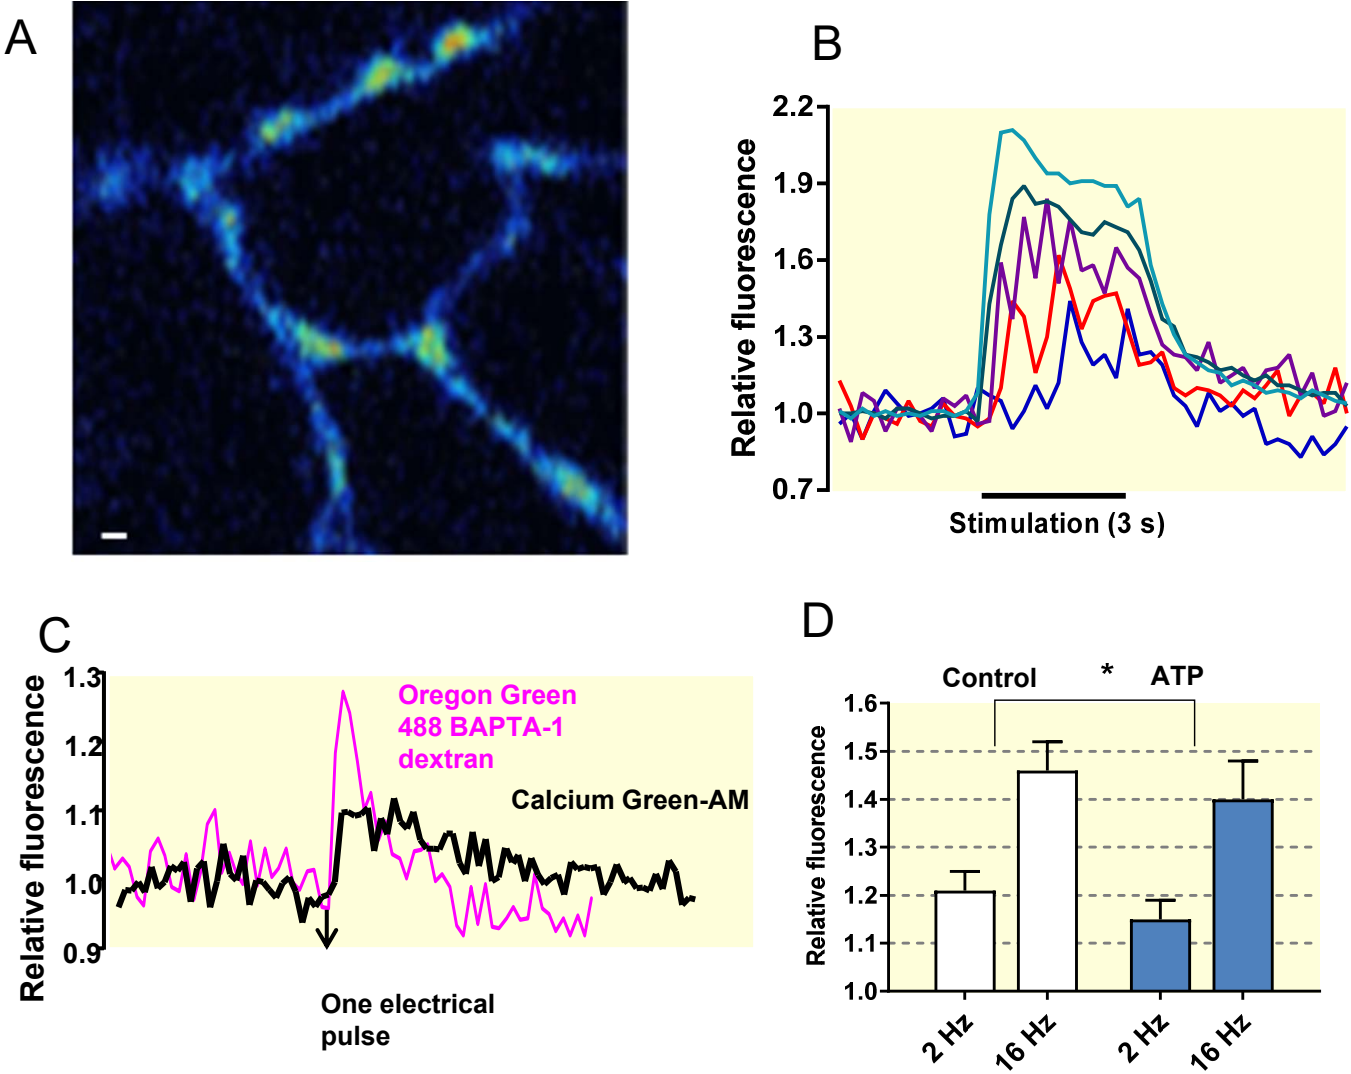 A
B
2.2
1.9
1.6
1.3
1.0
0.7
Relative fluorescence
Stimulation (3 s)
C
1.3
1.2
1.1
1.0
0.9
Relative fluorescence
Oregon Green
488 BAPTA-1
dextran
Calcium Green-AM
One electrical
pulse
D
Control
*
ATP
1.6
1.5
1.4
1.3
1.2
1.1
1.0
Relative fluorescence
2 Hz
16 Hz
2 Hz
16 Hz